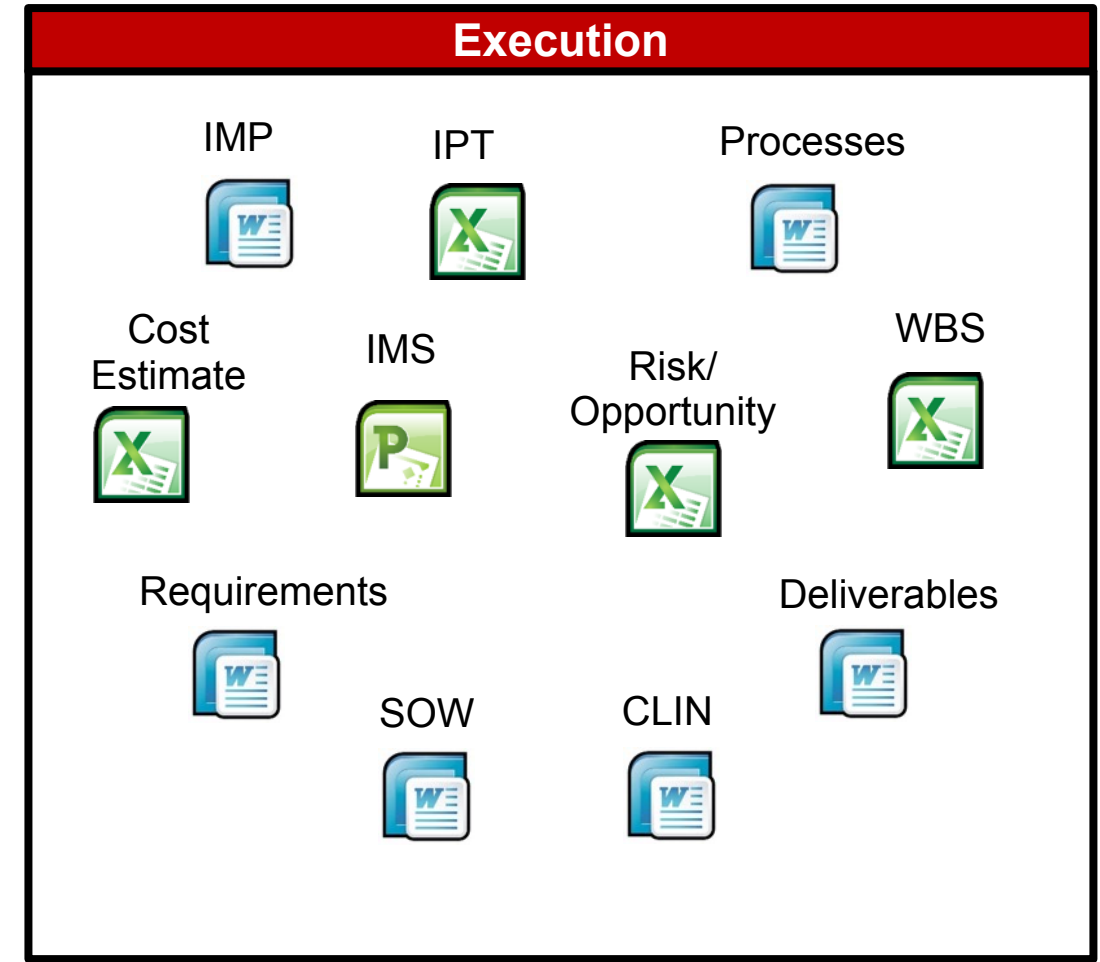 Execution
IMP
IPT
Processes
Cost
Estimate
IMS
Risk/
Opportunity
WBS
Requirements
Deliverables
SOW
CLIN